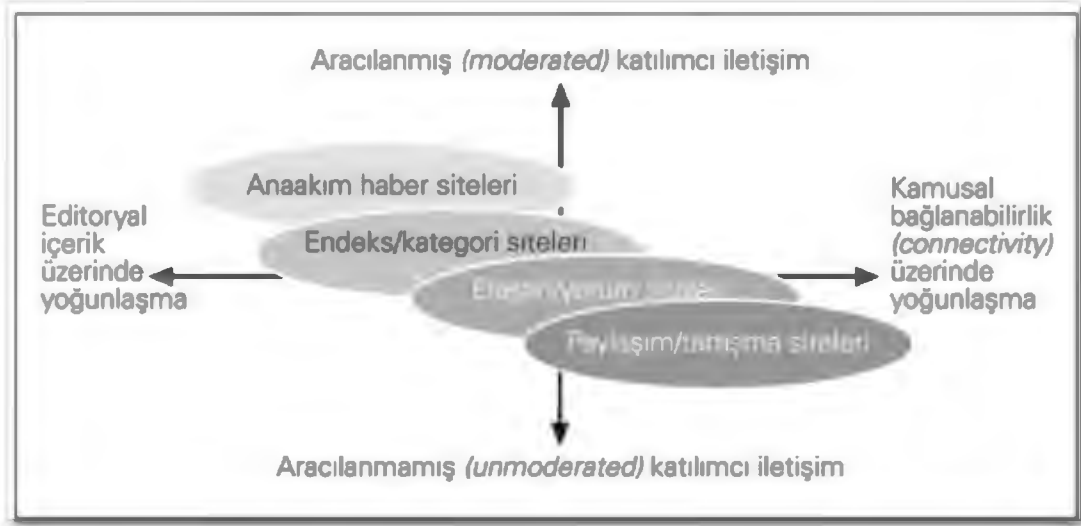 Aracılanmış (moderated) katılımcı iletişim
Anaakım haber siteleri
Editoryal
içerik
üzerinde
yoğunlaşma
Endeks/kategori siteleri
Kamusal
bağlanabilirlik
(connectivity)
üzerinde
yoğunlaşma
Paylaşım/tartışma siteleri
Aracılanmamış (unmoderated) katılımcı iletişim